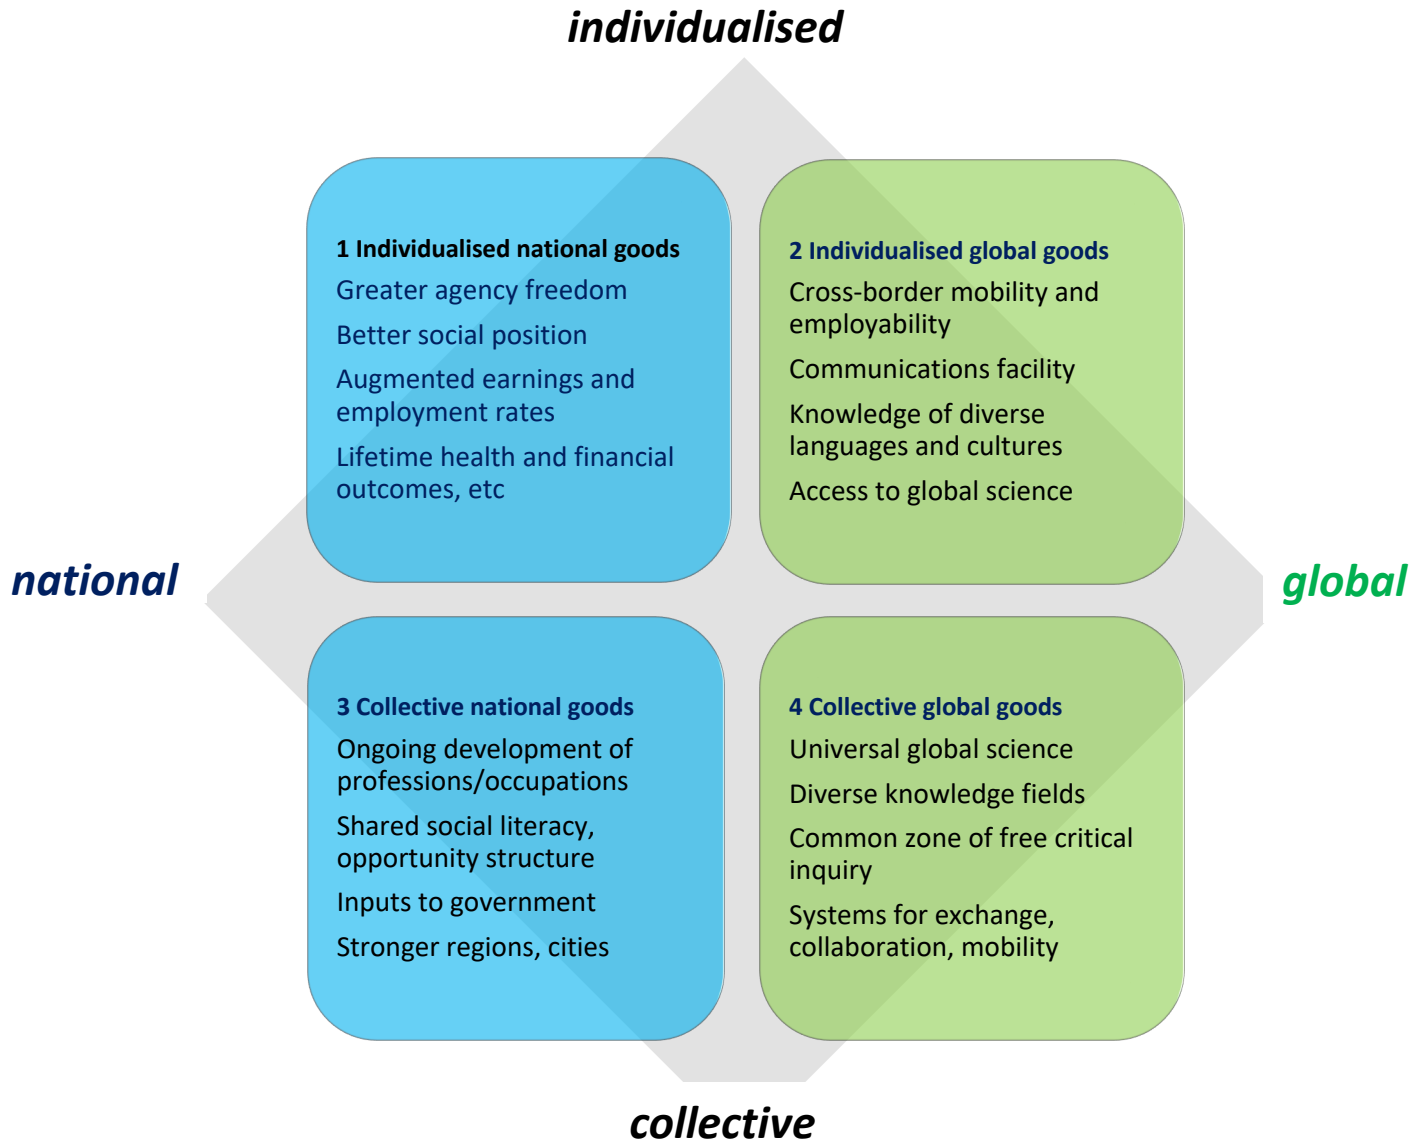 individualised
1 Individualised national goods
Greater agency freedom
Better social position
Augmented earnings and
employment rates
Lifetime health and financial
outcomes, etc
2 Individualised global goods
Cross-border mobility and
employability
Communications facility
Knowledge of diverse
languages and cultures
Access to global science
national
global
3 Collective national goods
Ongoing development of
professions/occupations
Shared social literacy,
opportunity structure
Inputs to government
Stronger regions, cities
4 Collective global goods
Universal global science
Diverse knowledge fields
Common zone of free critical
inquiry
Systems for exchange,
collaboration, mobility
collective